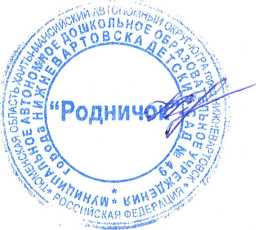 ТЮМЕНСКАЯ ОБЛАСТЬ ХАНТЫ-МАНСИЙСКИЙ АВТОНОМНЫЙ ОКРУГ-ЮГРА
* РОССИЙСКАЯ ФЕДЕРАЦИЯ *
* МУНИЦИПАЛЬНОЕ АВТОНОМНОЕ ДОШКОЛЬНОЕ ОБРАЗОВАТЕЛЬНОЕ УЧРЕЖДЕНИЯ
города НИЖНЕВАРТОВСКА ДЕТСКИЙ САД № 49
"Родничок